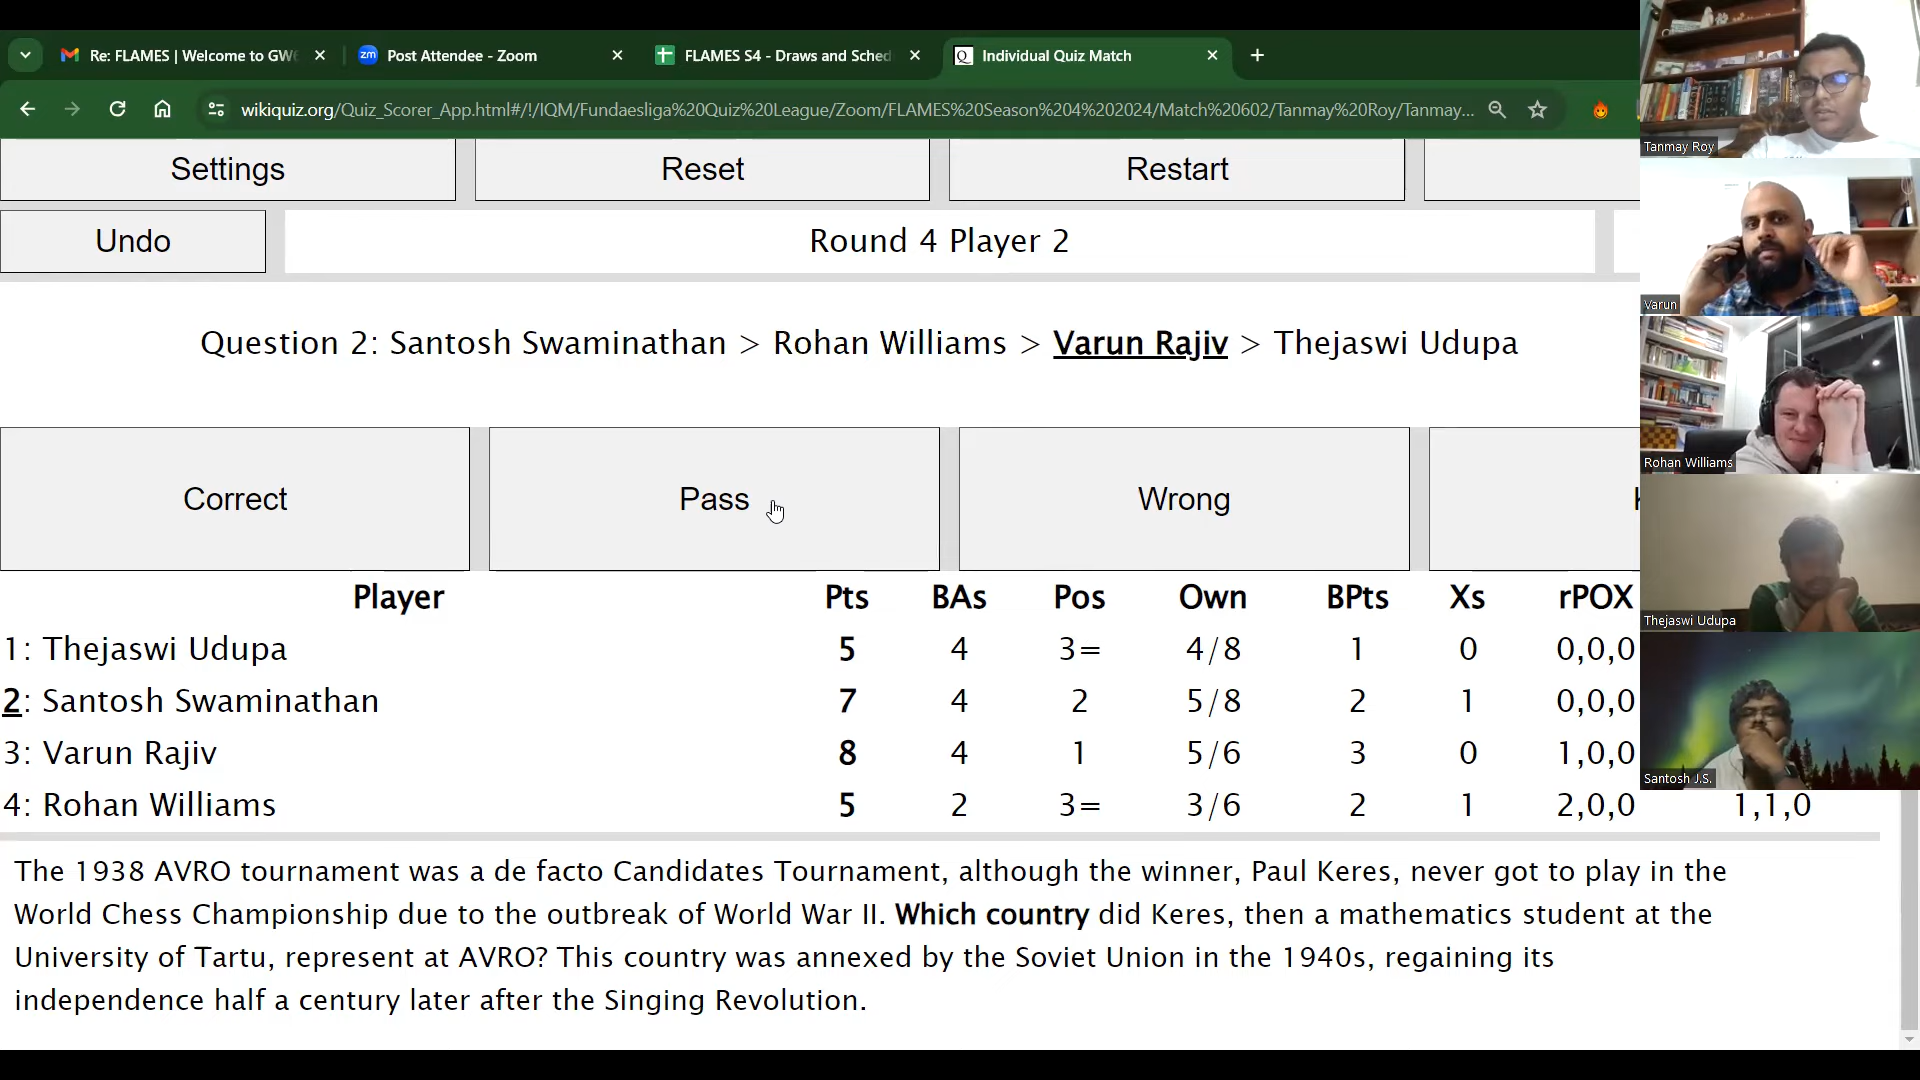 Re: FLAMES | Welcome to GW
Post Attendee - Zoom
FLAMES S4 - Draws and Sched
Individual Quiz Match
wikiquiz.org/Quiz_Scorer_App.html#/!/IQM/Fundaesliga%20Quiz%20League/Zoom/FLAMES%20Season%204%202024/Match%20602/Tanmay%20Roy/Tanmay...
Settings
Reset
Restart
Undo
Round 4 Player 2
Question 2: Santosh Swaminathan > Rohan Williams > Varun Rajiv > Thejaswi Udupa
Correct
Pass
Wrong
Player Pts BAs Pos Own BPts Xs rPOX
1: Thejaswi Udupa 5 4 3= 4/8 1 0 0,0,0
2: Santosh Swaminathan 7 4 2 5/8 2 1 0,0,0
3: Varun Rajiv 8 4 1 5/6 3 0 1,0,0
4: Rohan Williams 5 2 3= 3/6 2 1 2,0,0 1,1,0
The 1938 AVRO tournament was a de facto Candidates Tournament, although the winner, Paul Keres, never got to play in the
World Chess Championship due to the outbreak of World War II. Which country did Keres, then a mathematics student at the
University of Tartu, represent at AVRO? This country was annexed by the Soviet Union in the 1940s, regaining its
independence half a century later after the Singing Revolution.
Tanmay Roy
Varun
Rohan Williams
Thejaswi Udupa
Santosh J.S.